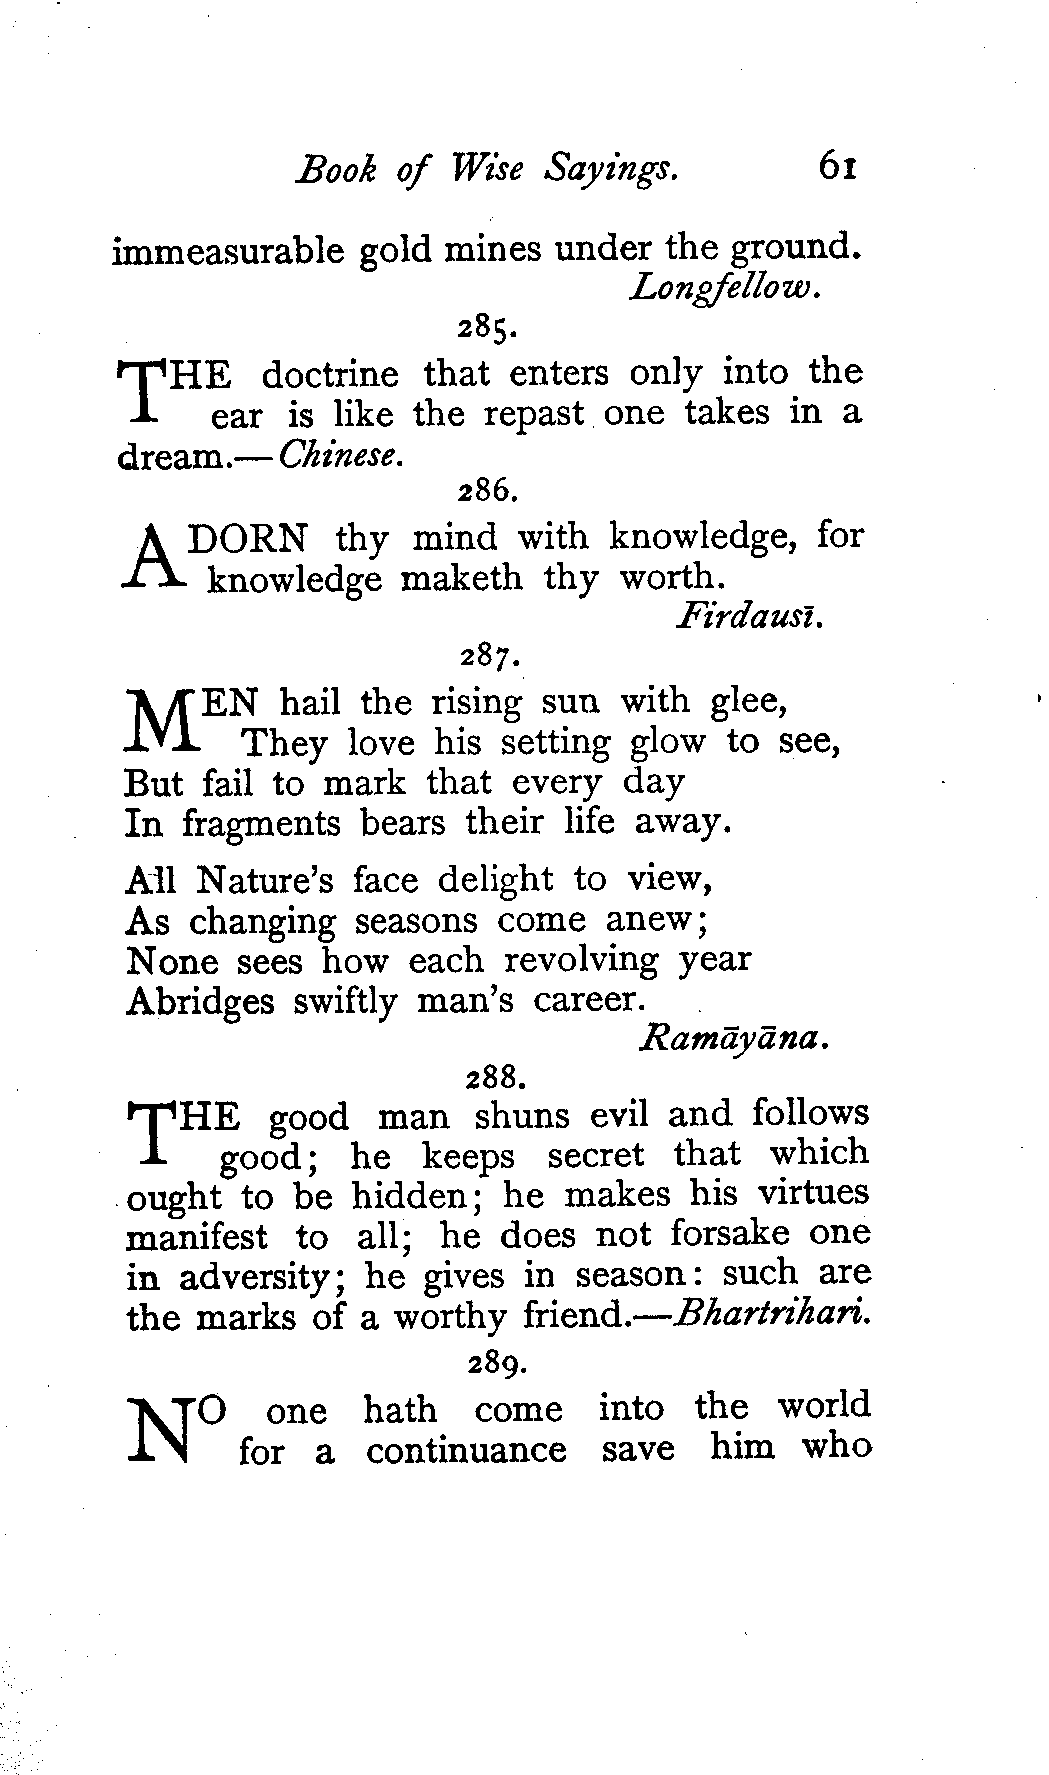 Book of Wise Sayings. 61
immeasurable gold mines under the ground.
Longfellow.
285.
THE doctrine that enters only into the
ear is like the repast one takes in a
dream.—Chinese.
286.
ADORN thy mind with knowledge, for
knowledge maketh thy worth.
Firdausī.
287.
MEN hail the rising sun with glee,
They love his setting glow to see,
But fail to mark that every day
In fragments bears their life away.
All Nature's face delight to view,
As changing seasons come anew;
None sees how each revolving year
Abridges swiftly man's career.
Ramāyāna.
288.
THE good man shuns evil and follows
good; he keeps secret that which
ought to be hidden; he makes his virtues
manifest to all; he does not forsake one
in adversity; he gives in season: such are
the marks of a worthy friend.—Bhartrihari.
289.
NO one hath come into the world
for a continuance save him who